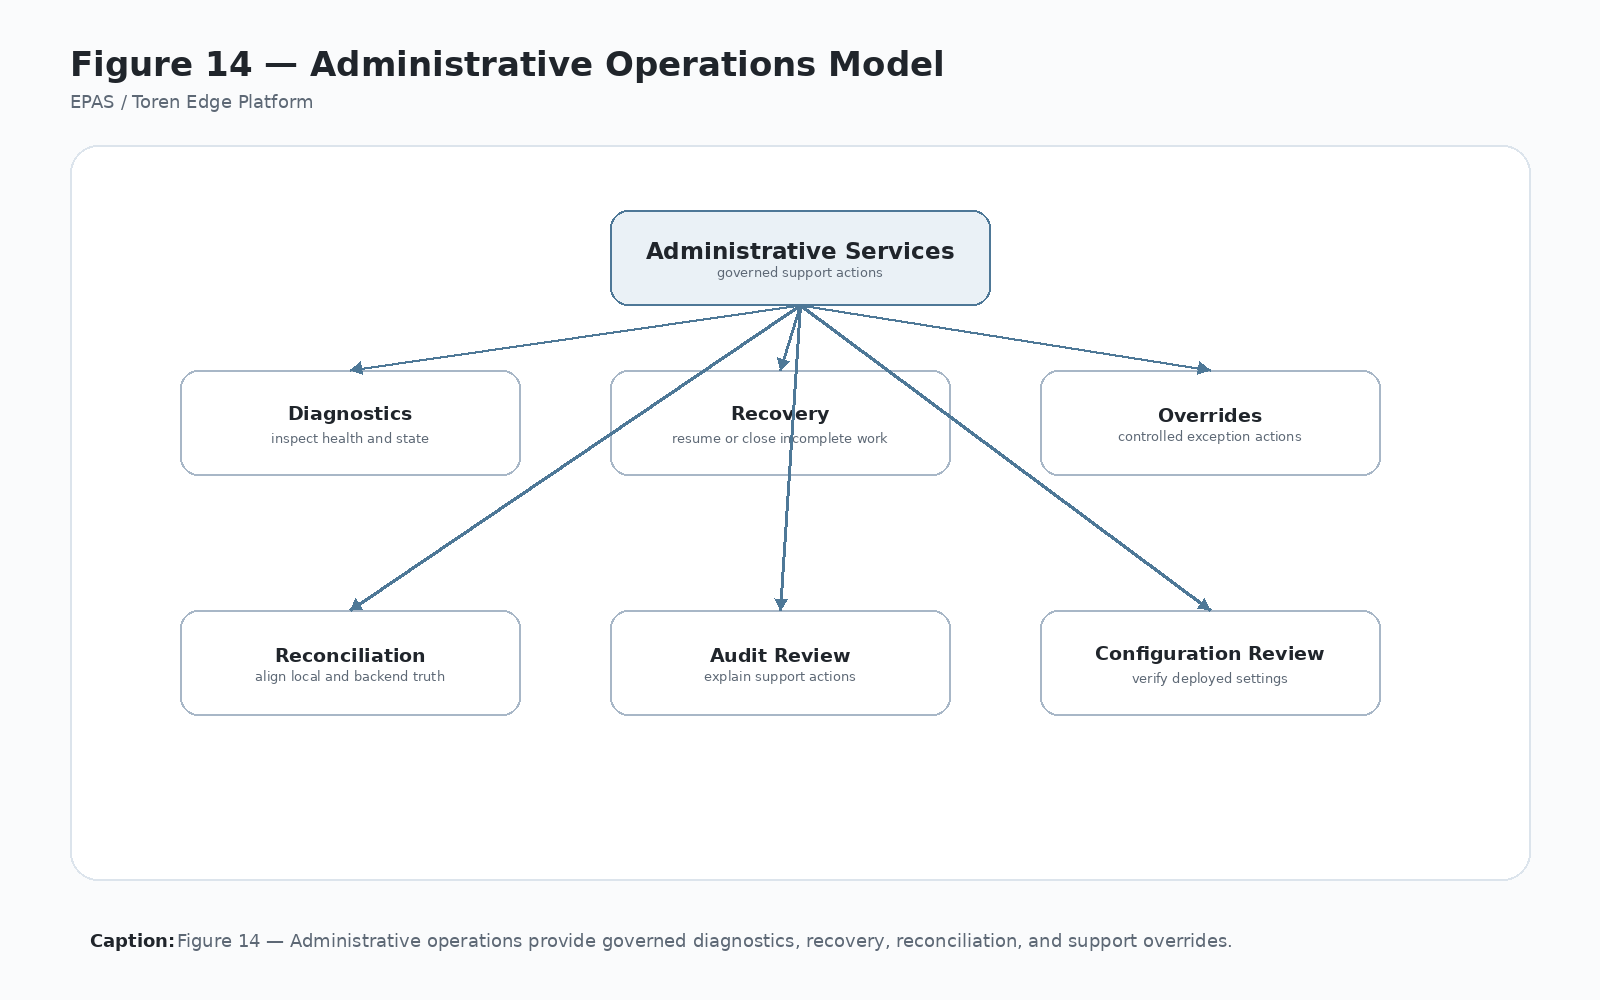 Figure 14 — Administrative Operations Model
EPAS / Toren Edge Platform
Administrative Services
governed support actions
Diagnostics
inspect health and state
Recovery
resume or close incomplete work
Overrides
controlled exception actions
Reconciliation
align local and backend truth
Audit Review
explain support actions
Configuration Review
verify deployed settings
Caption: Figure 14 — Administrative operations provide governed diagnostics, recovery, reconciliation, and support overrides.